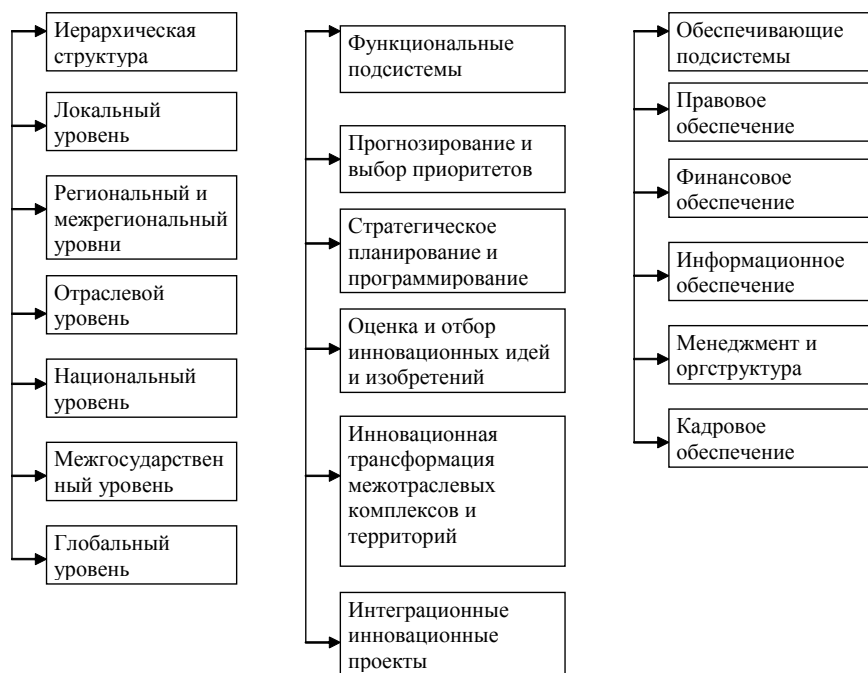 Иерархическая
структура
Локальный
уровень
Региональный и
межрегиональный
уровни
Отраслевой
уровень
Национальный
уровень
Межгосударствен
ный уровень
Глобальный
уровень
Функциональные
подсистемы
Прогнозирование и
выбор приоритетов
Стратегическое
планирование и
программирование
Оценка и отбор
инновационных идей
и изобретений
Инновационная
трансформация
межотраслевых
комплексов и
территорий
Интеграционные
инновационные
проекты
Обеспечивающие
подсистемы
Правовое
обеспечение
Финансовое
обеспечение
Информационное
обеспечение
Менеджмент и
оргструктура
Кадровое
обеспечение